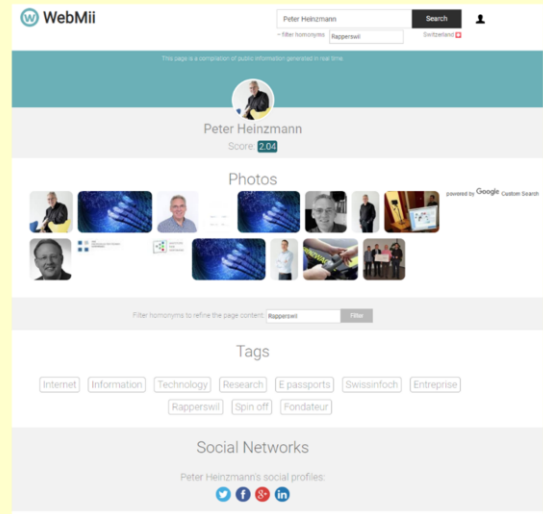 WebMii
Peter Heinzmann Search
~ filter homonyms Rapperswil Switzerland
This page is a compilation of public information generated in real time.
Peter Heinzmann
Score: 2.04
Photos
powered by Google Custom Search
Filter homonyms to refine the page content: Rapperswil Filter
Tags
Internet Information Technology Research E passports Swissinfoch Entreprise
Rapperswil Spin off Fondateur
Social Networks
Peter Heinzmann's social profiles: